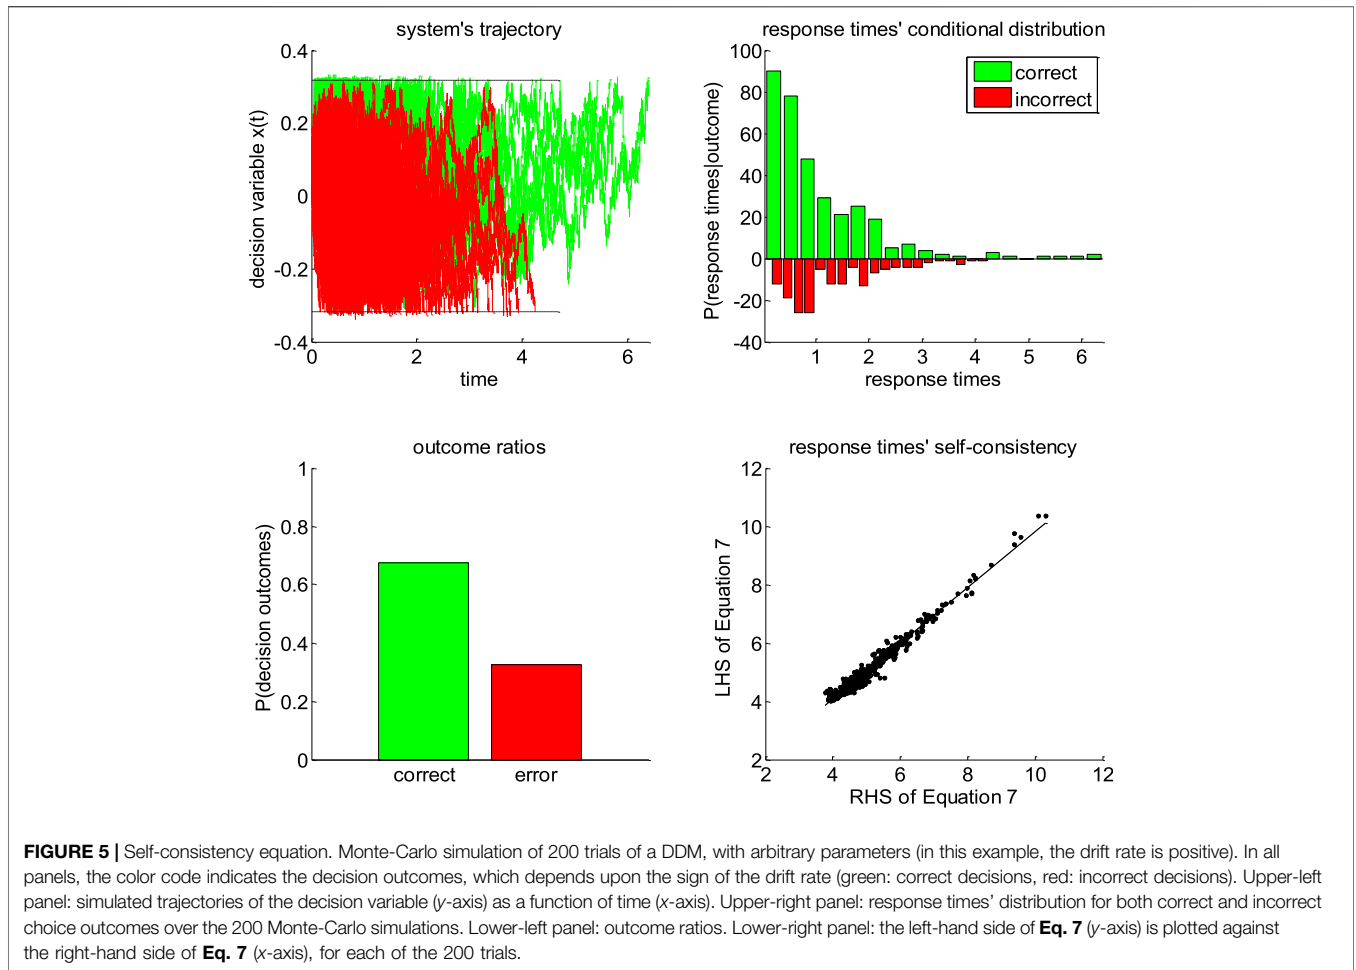 system's trajectory
0.4
0.2
0
-0.2
-0.4
decision variable x(t)
0
2
4
6
time
response times' conditional distribution
100
80
60
40
20
0
-20
-40
P(response times|outcome)
correct
incorrect
1
2
3
4
5
6
response times
outcome ratios
1
0.8
0.6
0.4
0.2
0
P(decision outcomes)
correct
error
response times' self-consistency
12
10
8
6
4
2
LHS of Equation 7
2
4
6
8
10
12
RHS of Equation 7
FIGURE 5 | Self-consistency equation. Monte-Carlo simulation of 200 trials of a DDM, with arbitrary parameters (in this example, the drift rate is positive). In all
panels, the color code indicates the decision outcomes, which depends upon the sign of the drift rate (green: correct decisions, red: incorrect decisions). Upper-left
panel: simulated trajectories of the decision variable (y-axis) as a function of time (x-axis). Upper-right panel: response times' distribution for both correct and incorrect
choice outcomes over the 200 Monte-Carlo simulations. Lower-left panel: outcome ratios. Lower-right panel: the left-hand side of Eq. 7 (y-axis) is plotted against
the right-hand side of Eq. 7 (x-axis), for each of the 200 trials.